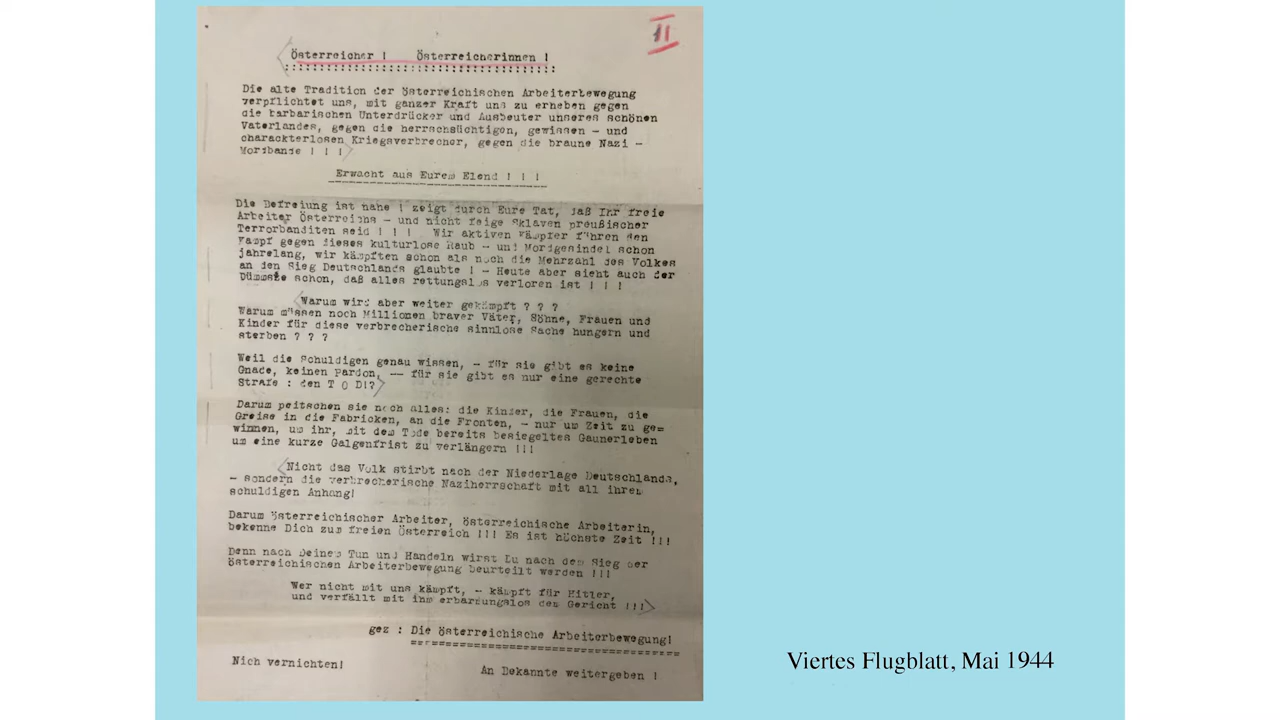 II
Österreicher ! Österreicherinnen !
Die alte Tradition der österreichischen Arbeiterbewegung
verpflichtet uns, mit ganzer Kraft uns zu erheben gegen
die barbarischen Unterdrücker und Ausbeuter unseres schönen
Vaterlandes, gegen die herrschsüchtigen, gewissen - und
charackterlosen Kriegsverbrecher, gegen die braune Nazi -
Mordbande ! ! !
Erwacht aus Eurem Elend ! ! !
Die Befreiung ist nahe ! zeigt durch Eure Tat, daß Ihr freie
Arbeiter Österreichs - und nicht feige Sklaven preußischer
Terrorbanditen seid ! ! ! Wir aktiven Kämpfer führen den
Kampf gegen dieses kulturlose Raub - und Mordgesindel schon
jahrelang, wir kämpften schon als noch die Mehrzahl des Volkes
an den Sieg Deutschlands glaubte ! - Heute aber sieht auch der
Dümmste schon, daß alles rettungslos verloren ist ! ! !
Warum wird aber weiter gekämpft ? ? ?
Warum müssen noch Millionen braver Väter, Söhne, Frauen und
Kinder für diese verbrecherische sinnlose Sache hungern und
sterben ? ? ?
Weil die Schuldigen genau wissen, - für sie gibt es keine
Gnade, keinen Pardon, -- für sie gibt es nur eine gerechte
Strafe : den T O D!?
Darum peitschen sie noch alles: die Kinder, die Frauen, die
Greise in die Fabricken, an die Fronten, - nur um Zeit zu ge=
winnen, um ihr, mit dem Tode bereits besiegeltes Gaunerleben
um eine kurze Galgenfrist zu verlängern !!!
Nicht das Volk stirbt nach der Niederlage Deutschlands,
- sondern die verbrecherische Naziherrschaft mit all ihrem
schuldigen Anhang!
Darum österreichischer Arbeiter, österreichische Arbeiterin,
bekenne Dich zum freien Österreich !!! Es ist höchste Zeit !!!
Denn nach Deinem Tun und Handeln wirst Du nach dem Sieg der
österreichischen Arbeiterbewegung beurteilt werden !!!
Wer nicht mit uns kämpft, - kämpft für Hitler,
und verfällt mit ihm erbarmungslos dem Gericht !!!
gez : Die österreichische Arbeiterbewegung!
Nich vernichten!
An Bekannte weitergeben !
Viertes Flugblatt, Mai 1944